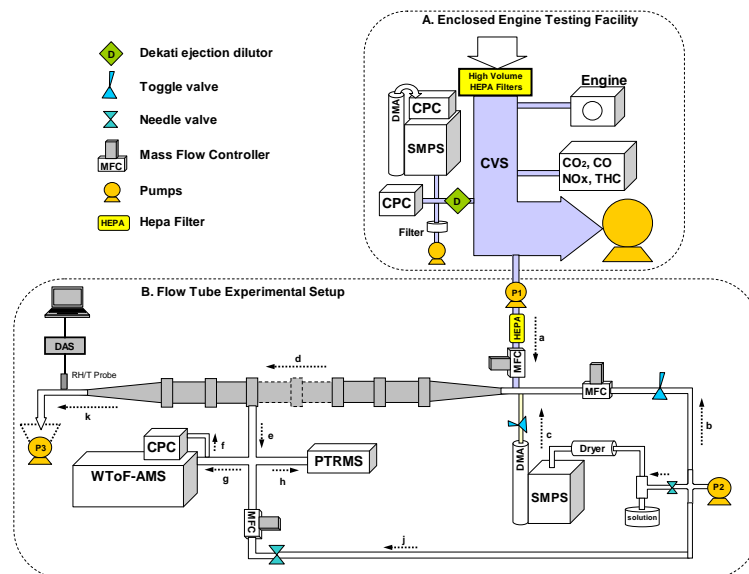 A. Enclosed Engine Testing Facility
D
Dekati ejection dilutor
Toggle valve
Needle valve
MFC
Mass Flow Controller
Pumps
HEPA
Hepa Filter
High Volume
HEPA Filters
Engine
DMA
CPC
SMPS
CVS
CO2, CO
NOx, THC
CPC
D
Filter
B. Flow Tube Experimental Setup
P1
HEPA
a
MFC
DAS
RH/T Probe
d
MFC
k
b
P3
CPC
f
e
WToF-AMS
g
h
PTRMS
c
DMA
Dryer
SMPS
P2
solution
MFC
j